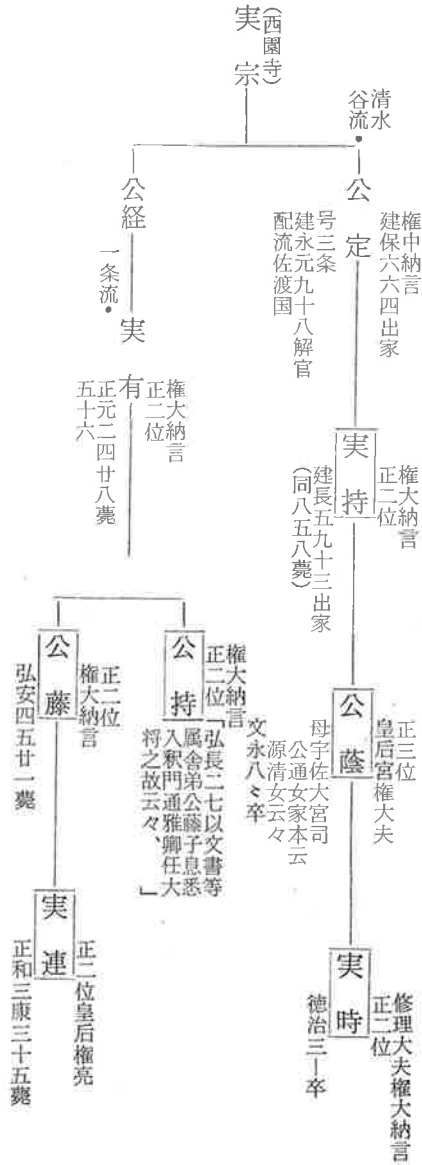 (西園寺)
実宗
清水
谷流・
公定
権中納言
建保六六四出家
号三条
建永元九十八解官
配流佐渡国
実持
権大納言
正二位
建長五九十三出家
(同八五八薨)
公蔭
正三位
皇后宮権大夫
母宇佐大宮司
公通女家本云
源清女云々
文永八〻卒
実時
修理大夫権大納言
正二位
徳治三―卒
公経
一条流・
実有
権大納言
正二位
正元二四廿八薨
五十六
公持
権大納言
正二位「弘長二七以文書等
属舎弟公藤子息悉
入釈門通雅卿任大
将之故云々、」
公藤
正二位
権大納言
弘安四五廿一薨
実連
正二位皇后権亮
正和三康三十五薨